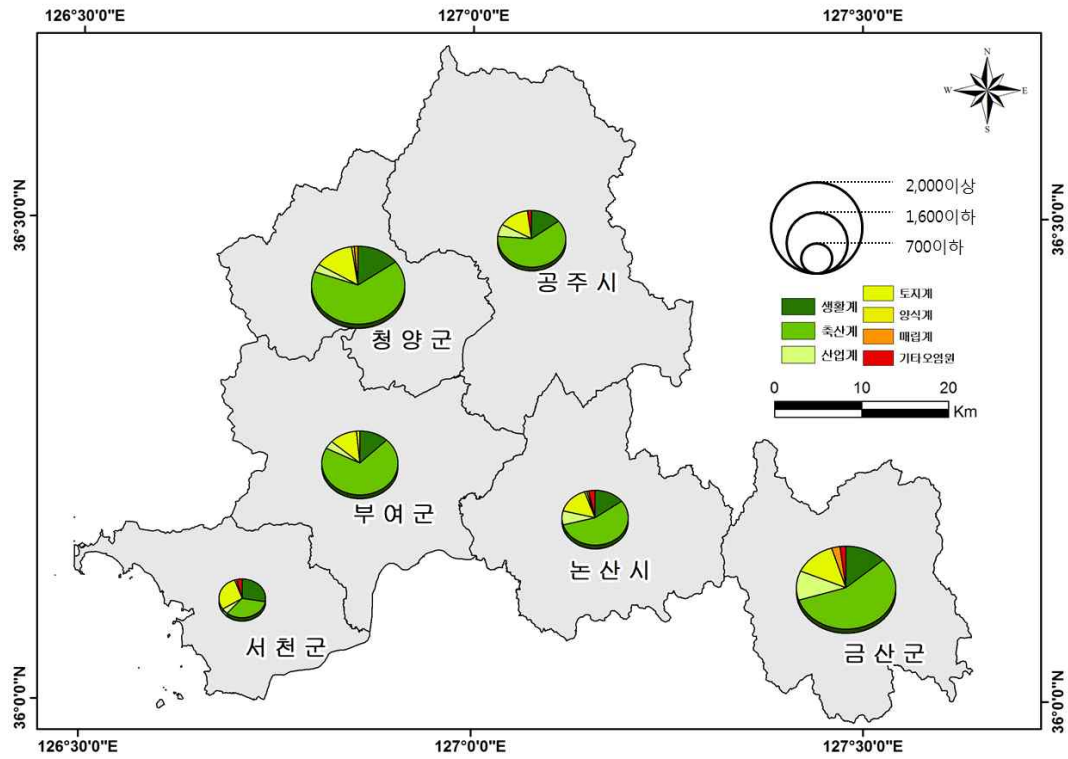 126°30'0"E 127°0'0"E 127°30'0"E
36°30'0"N
36°30'0"N
36°0'0"N
36°0'0"N
N
W E
S
2,000이상
1,600이하
700이하
생활계
축산계
산업계
토지계
양식계
매립계
기타오염원
0 10 20
Km
공주시
청양군
부여군
논산시
서천군
금산군
126°30'0"E 127°0'0"E 127°30'0"E